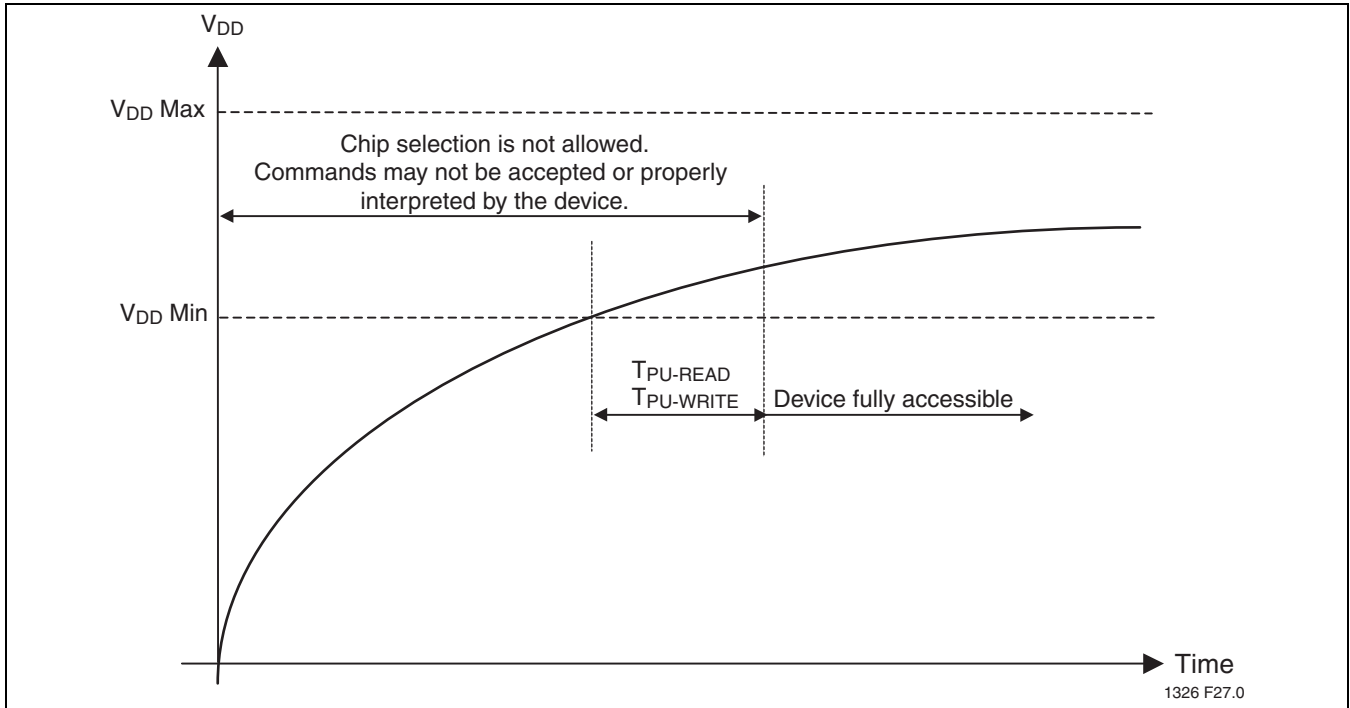 VDD
VDD Max
Chip selection is not allowed.
Commands may not be accepted or properly
interpreted by the device.
VDD Min
TPU-READ
TPU-WRITE
Device fully accessible
Time
1326 F27.0